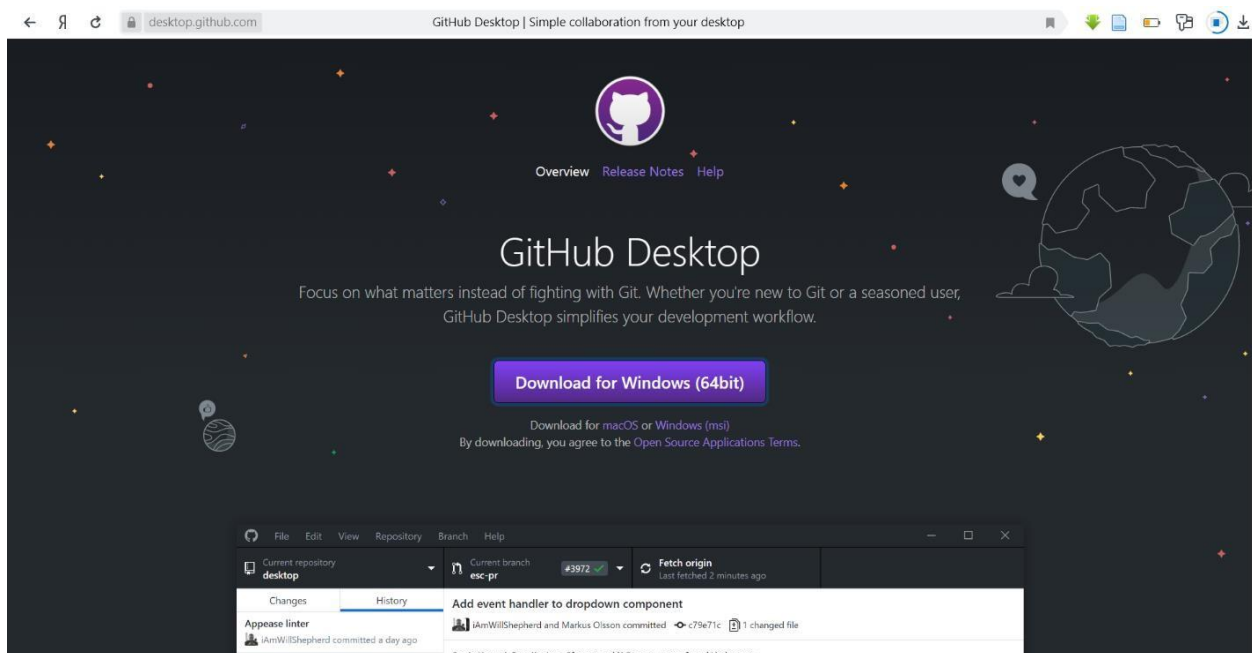 Я desktop.github.com GitHub Desktop | Simple collaboration from your desktop
Overview Release Notes Help
GitHub Desktop
Focus on what matters instead of fighting with Git. Whether you're new to Git or a seasoned user,
GitHub Desktop simplifies your development workflow.
Download for Windows (64bit)
Download for macOS or Windows (msi)
By downloading, you agree to the Open Source Applications Terms.
File Edit View Repository Branch Help
Current repository
desktop
Current branch
esc-pr
#3972
Fetch origin
Last fetched 2 minutes ago
Changes History
Appease linter
iAmWillShepherd committed a day ago
Add event handler to dropdown component
iAmWillShepherd and Markus Olsson committed c79e71c 1 changed file